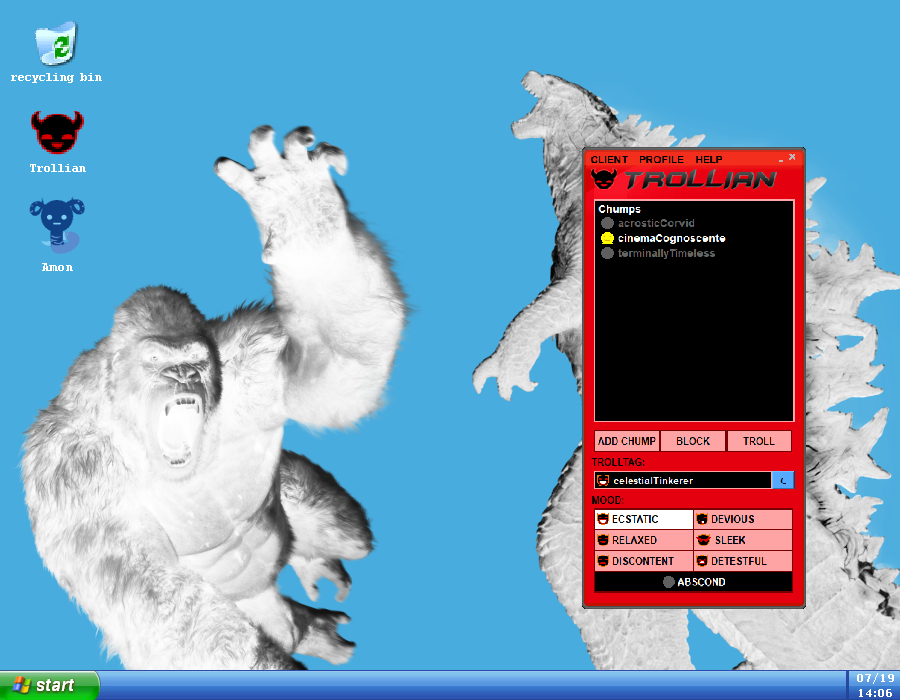 recycling bin
Trollian
Amon
CLIENT PROFILE HELP
TROLLIAN
Chumps
acrosticCorvid
cinemaCognoscente
terminallyTimeless
ADD CHUMP BLOCK TROLL
TROLLTAG:
celestialTinkerer
MOOD:
ECSTATIC DEVIOUS
RELAXED SLEEK
DISCONTENT DETESTFUL
ABSCOND
start
07/19
14:06